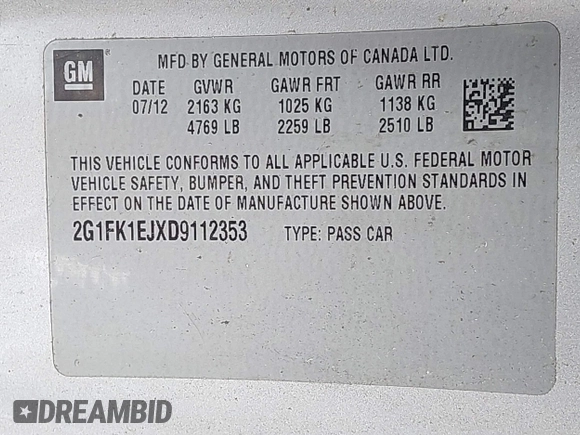 GM ®
MFD BY GENERAL MOTORS OF CANADA LTD.
DATE GVWR GAWR FRT GAWR RR
07/12 2163 KG 1025 KG 1138 KG
4769 LB 2259 LB 2510 LB
THIS VEHICLE CONFORMS TO ALL APPLICABLE U.S. FEDERAL MOTOR
VEHICLE SAFETY, BUMPER, AND THEFT PREVENTION STANDARDS IN
EFFECT ON THE DATE OF MANUFACTURE SHOWN ABOVE.
2G1FK1EJXD9112353 TYPE: PASS CAR
DREAMBID